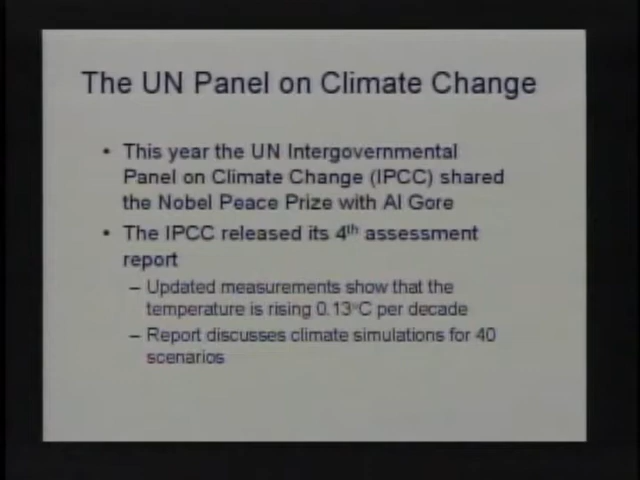 The UN Panel on Climate Change
• This year the UN Intergovernmental
Panel on Climate Change (IPCC) shared
the Nobel Peace Prize with Al Gore
• The IPCC released its 4th assessment
report
– Updated measurements show that the
temperature is rising 0.13°C per decade
– Report discusses climate simulations for 40
scenarios